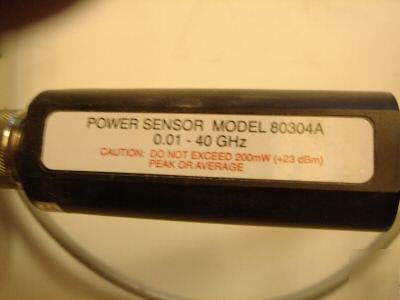 POWER SENSOR MODEL 80304A
0.01 - 40 GHz
CAUTION: DO NOT EXCEED 200mW (+23 dBm)
PEAK OR AVERAGE